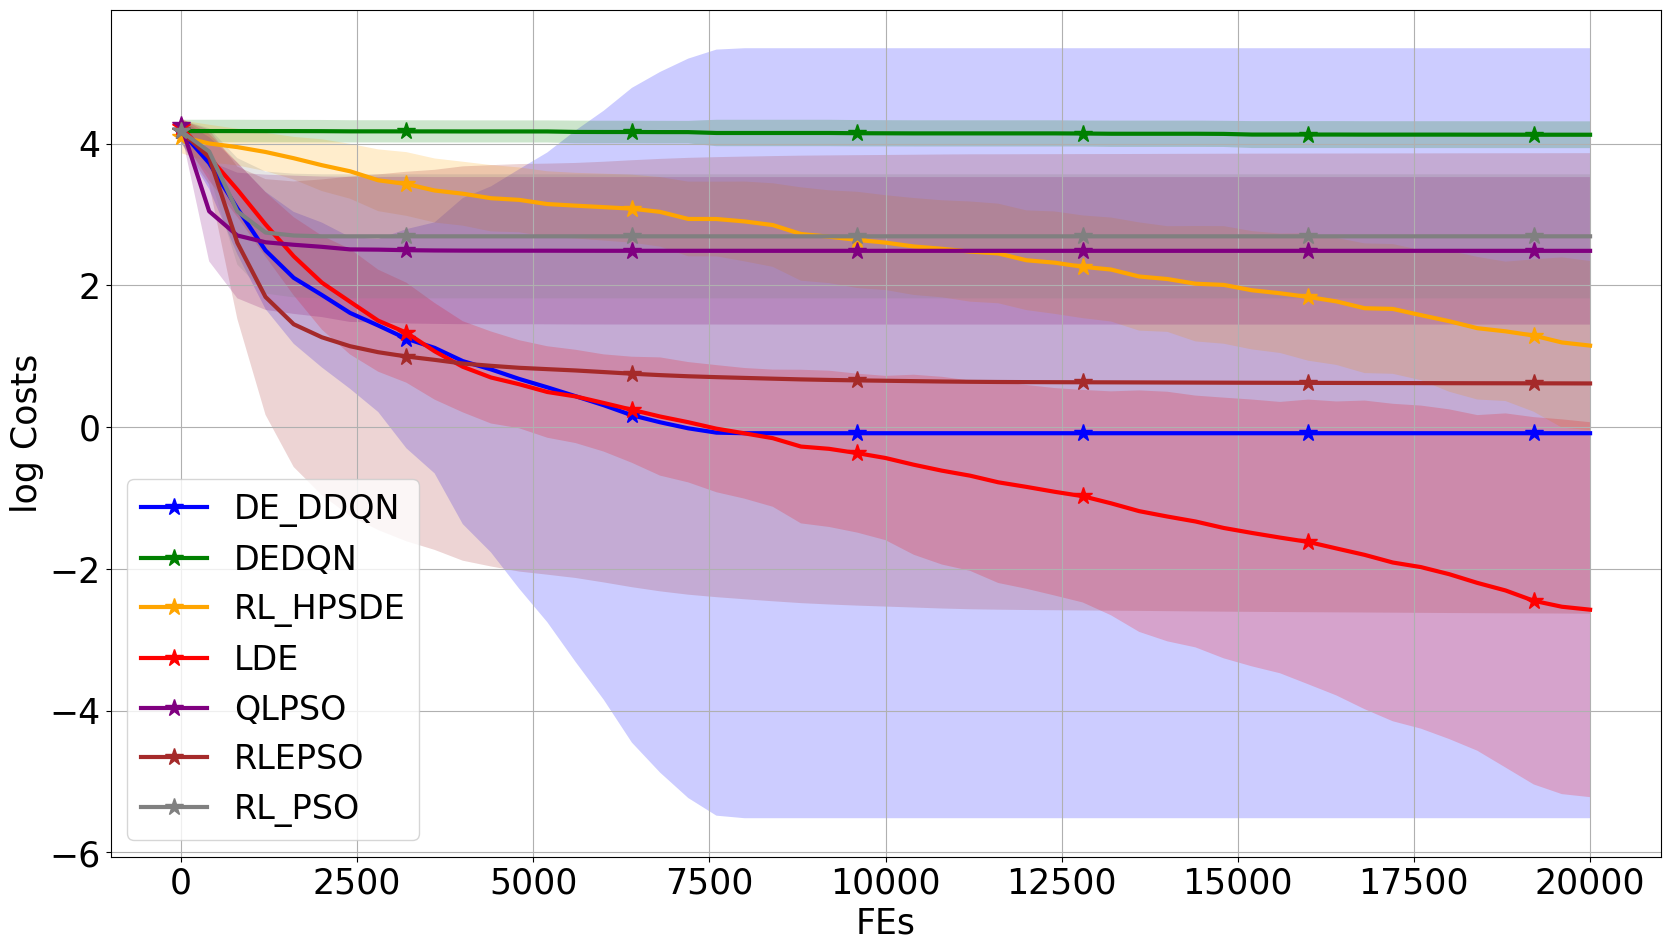 log Costs
4
2
0
−2
−4
−6
DE_DDQN
DEDQN
RL_HPSDE
LDE
QLPSO
RLEPSO
RL_PSO
0 2500 5000 7500 10000 12500 15000 17500 20000
FEs